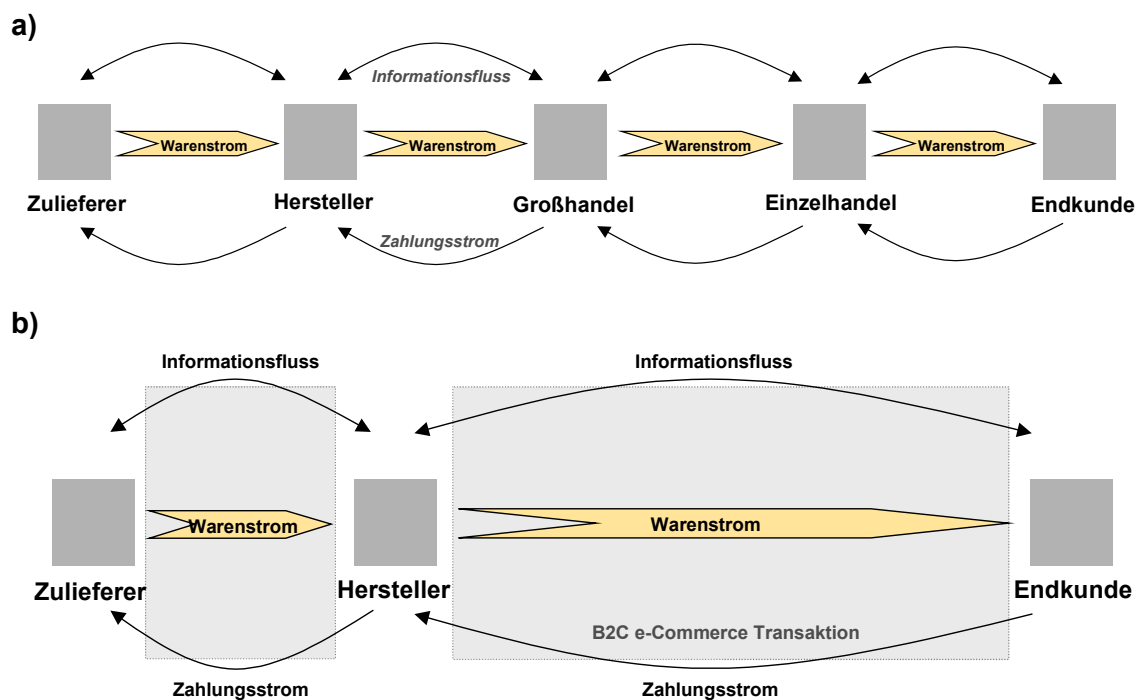 a)
Informationsfluss
Warenstrom Warenstrom Warenstrom Warenstrom
Zulieferer Hersteller Großhandel Einzelhandel Endkunde
Zahlungsstrom
b)
Informationsfluss Informationsfluss
Warenstrom Warenstrom
Zulieferer Hersteller Endkunde
B2C e-Commerce Transaktion
Zahlungsstrom Zahlungsstrom